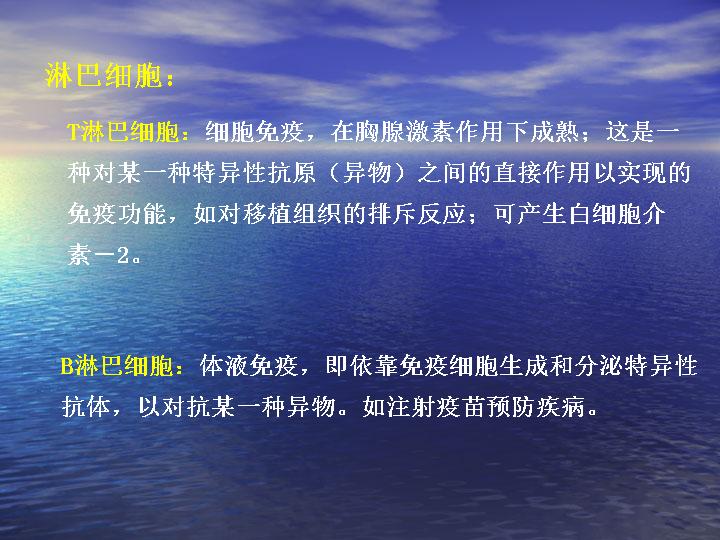 淋巴细胞：
T淋巴细胞：细胞免疫，在胸腺激素作用下成熟；这是一
种对某一种特异性抗原（异物）之间的直接作用以实现的
免疫功能，如对移植组织的排斥反应；可产生白细胞介
素－2。
B淋巴细胞：体液免疫，即依靠免疫细胞生成和分泌特异性
抗体，以对抗某一种异物。如注射疫苗预防疾病。